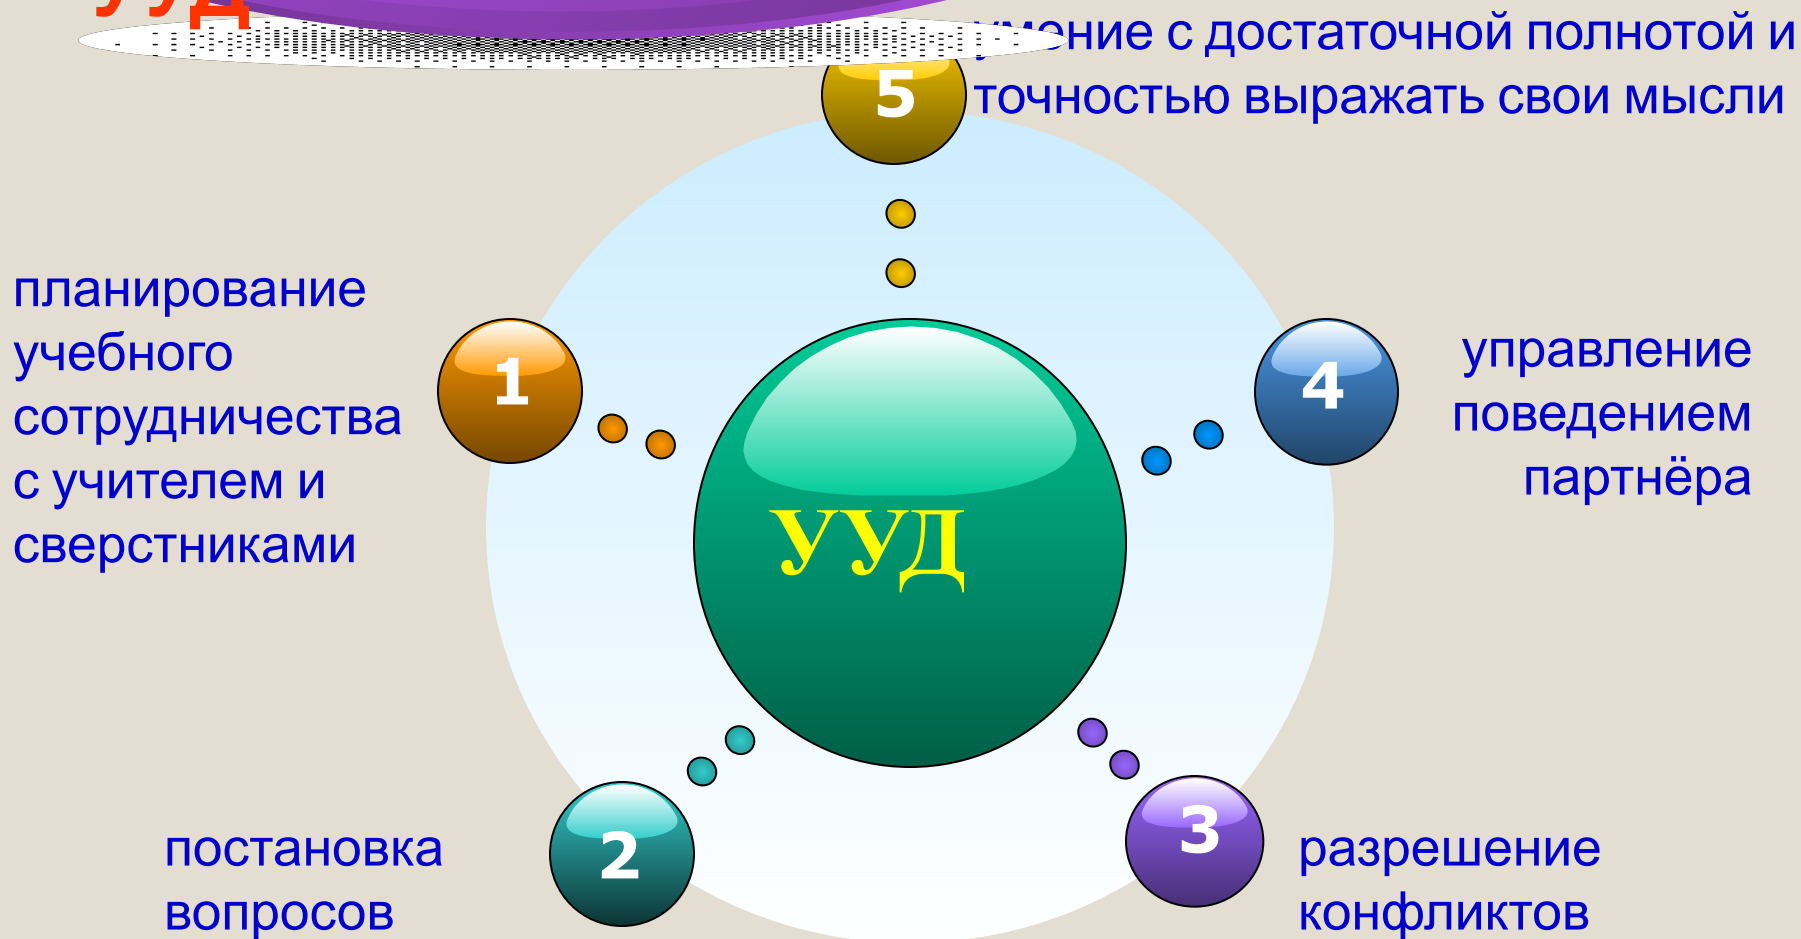 УУД
умение с достаточной полнотой и
точностью выражать свои мысли
5
планирование
учебного
сотрудничества
с учителем и
сверстниками
1
4
управление
поведением
партнёра
УУД
2
постановка
вопросов
3
разрешение
конфликтов